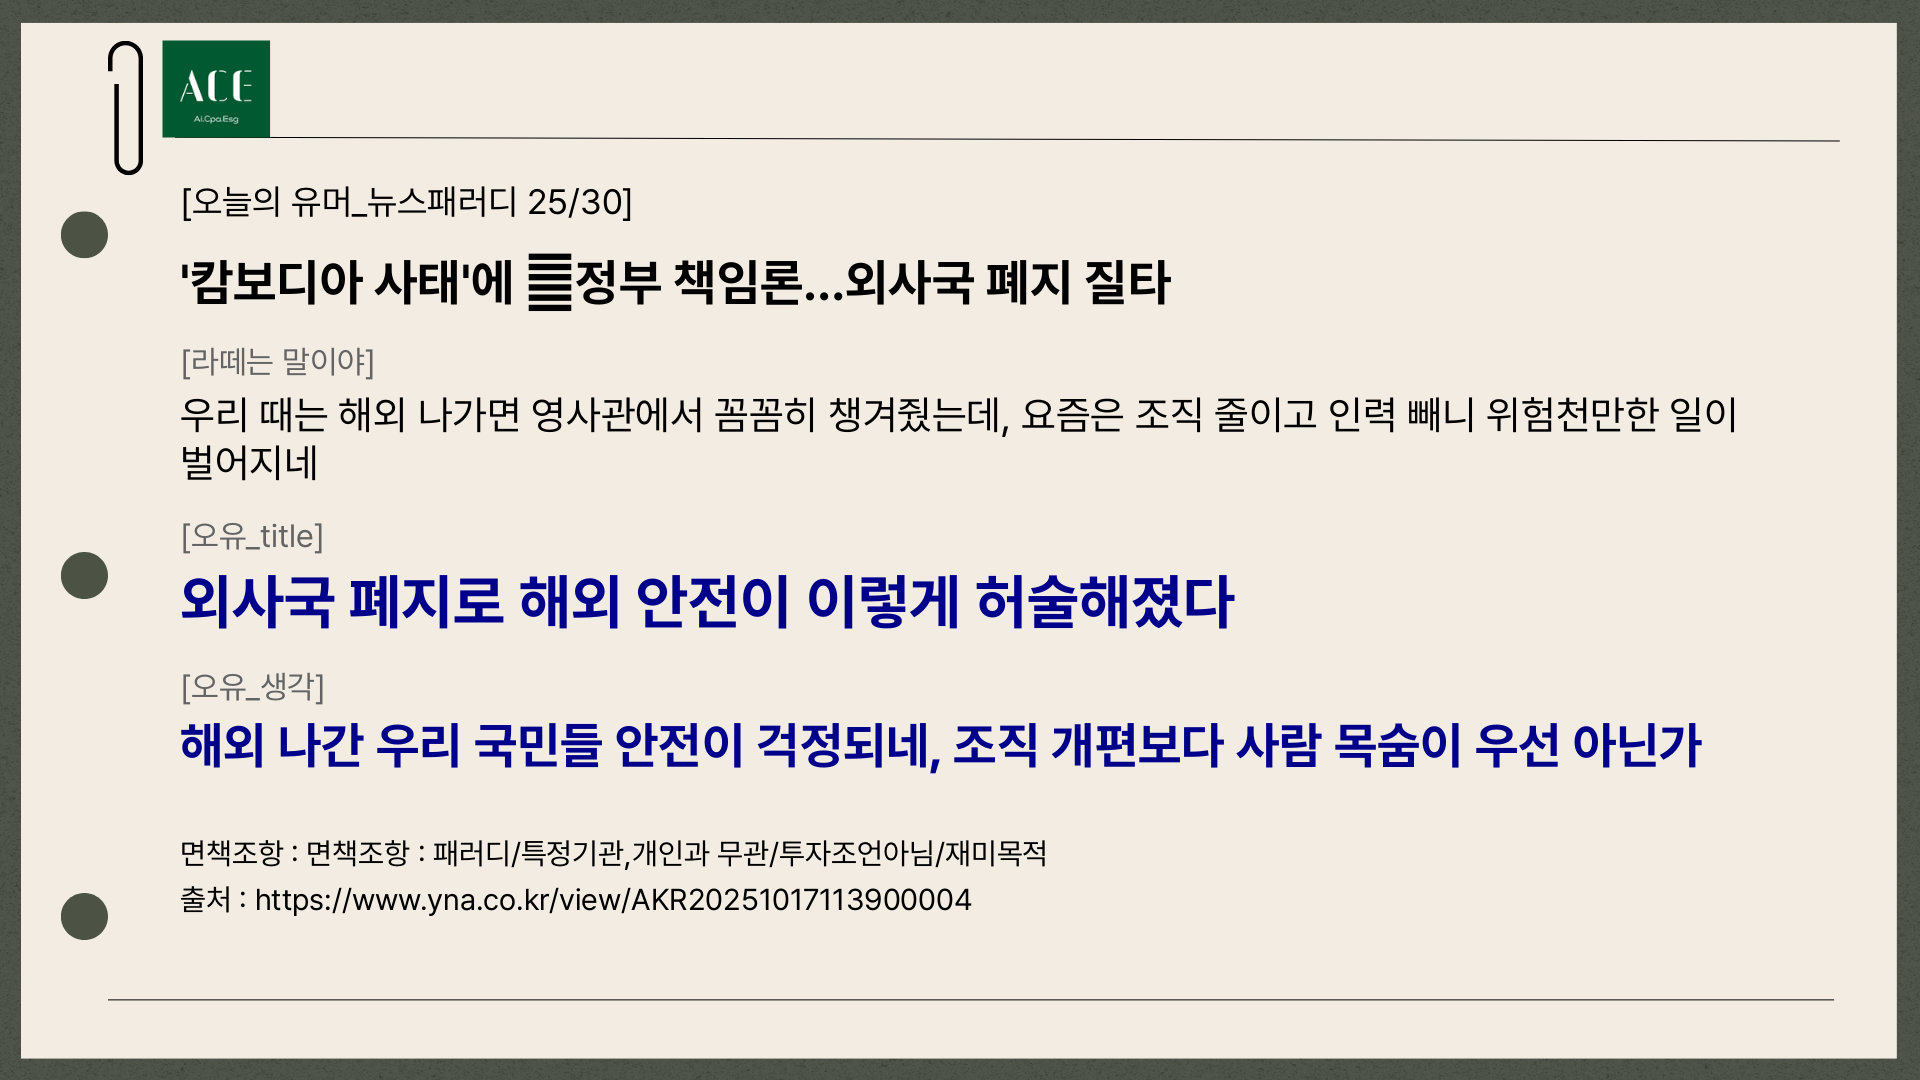 ACE
Ai.Cpa.Esg
[오늘의 유머_뉴스패러디 25/30]
'캄보디아 사태'에 정부 책임론...외사국 폐지 질타
[라떼는 말이야]
우리 때는 해외 나가면 영사관에서 꼼꼼히 챙겨줬는데, 요즘은 조직 줄이고 인력 빼니 위험천만한 일이
벌어지네
[오유_title]
외사국 폐지로 해외 안전이 이렇게 허술해졌다
[오유_생각]
해외 나간 우리 국민들 안전이 걱정되네, 조직 개편보다 사람 목숨이 우선 아닌가
면책조항 : 면책조항 : 패러디/특정기관,개인과 무관/투자조언아님/재미목적
출처 : https://www.yna.co.kr/view/AKR20251017113900004